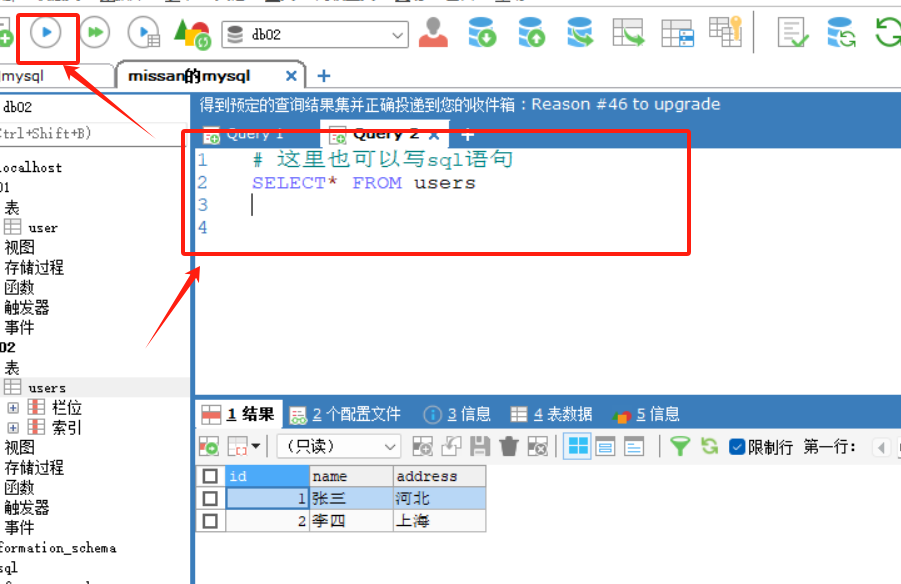 db02
mysql
missan的mysql
db02
得到预定的查询结果集并正确投递到您的收件箱：Reason #46 to upgrade
Ctrl+Shift+B)
Query 1
Query 2
1 # 这里也可以写sql语句
2 SELECT* FROM users
3
4
localhost
01
表
user
视图
存储过程
函数
触发器
事件
02
表
users
栏位
索引
视图
存储过程
函数
触发器
事件
formation_schema
sql
1 结果
2 个配置文件
3 信息
4 表数据
5 信息
（只读）
限制行 第一行:
id name address
1 张三 河北
2 李四 上海